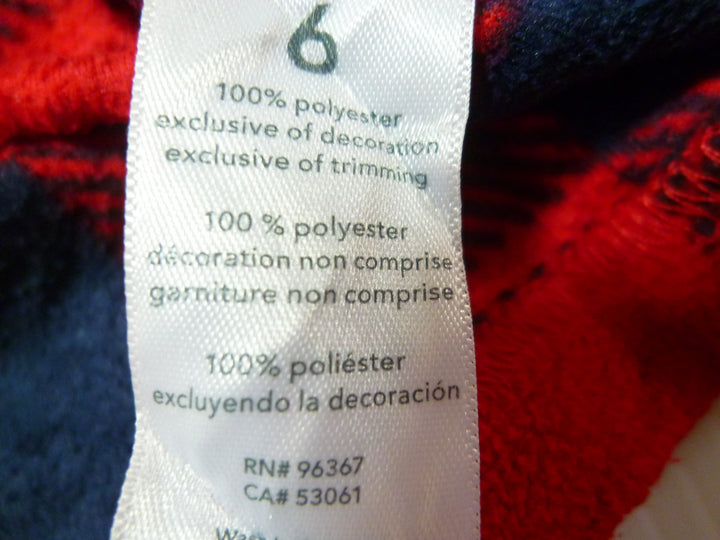 6
100% polyester
exclusive of decoration
exclusive of trimming
100 % polyester
décoration non comprise
garniture non comprise
100% poliéster
excluyendo la decoración
RN# 96367
CA# 53061